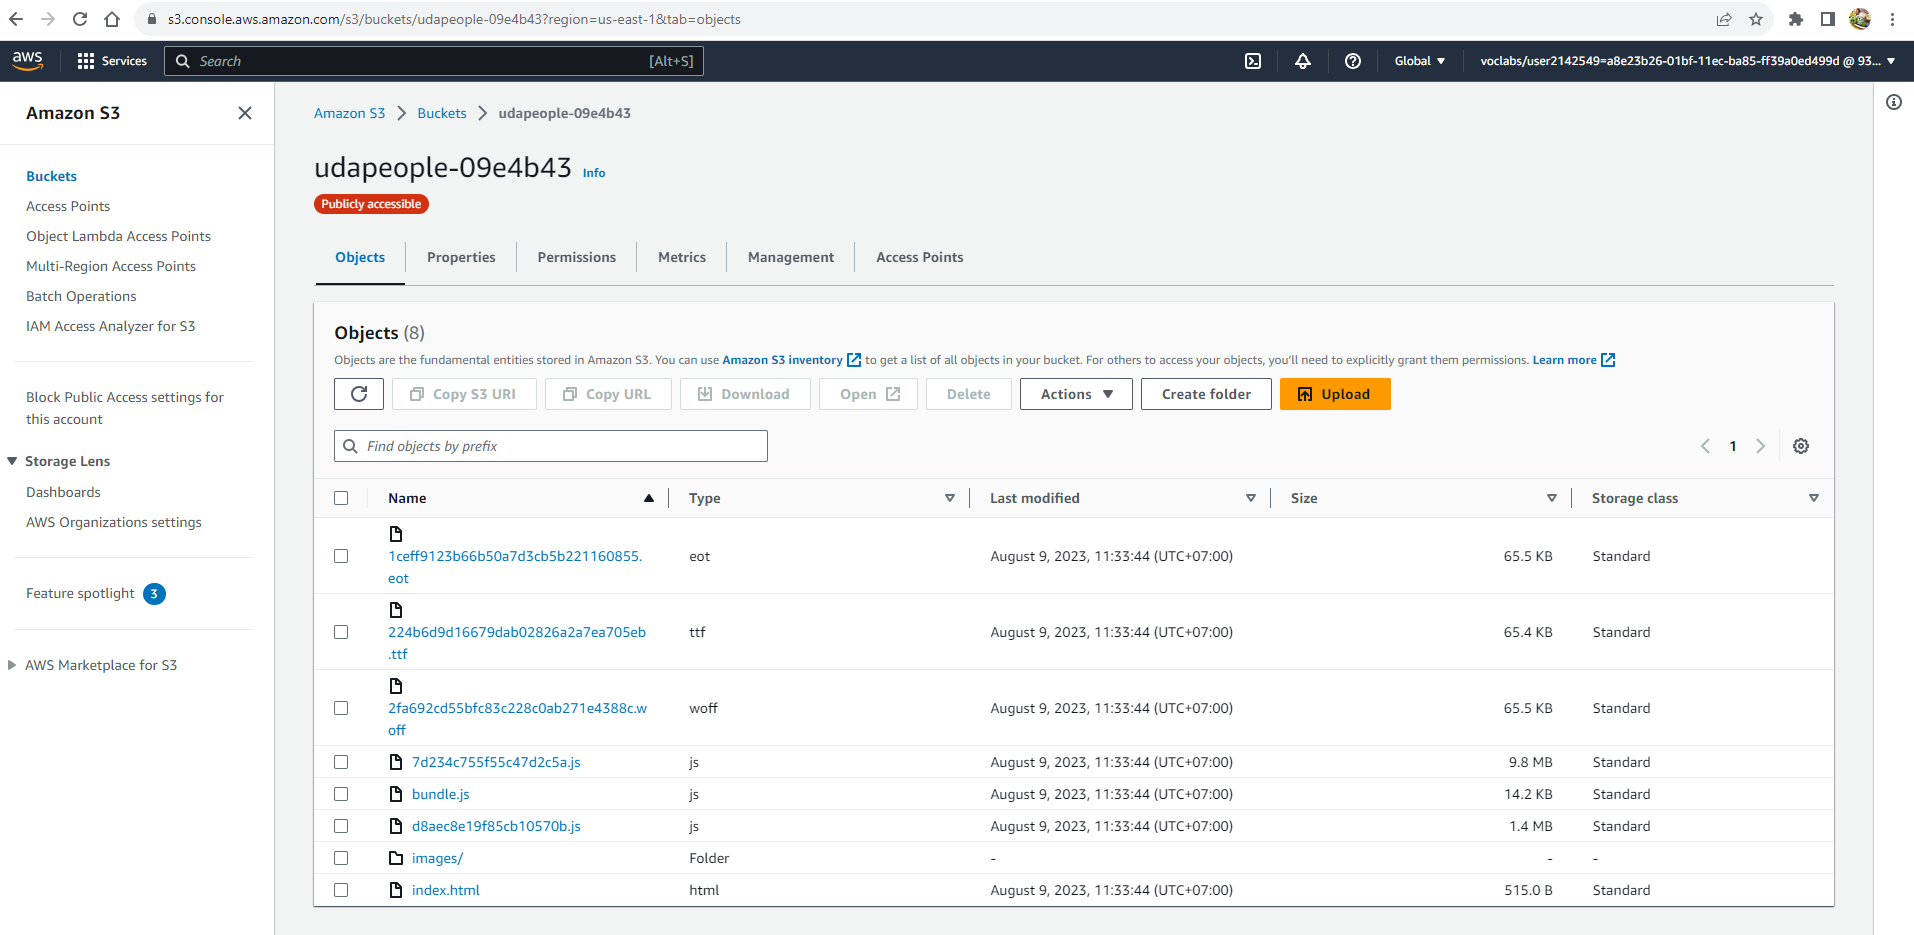 s3.console.aws.amazon.com/s3/buckets/udapeople-09e4b43?region=us-east-1&tab=objects
aws Services Search [Alt+S] Global voclabs/user2142549=a8e23b26-01bf-11ec-ba85-ff39a0ed499d @ 93...
Amazon S3
Buckets
Access Points
Object Lambda Access Points
Multi-Region Access Points
Batch Operations
IAM Access Analyzer for S3
Block Public Access settings for
this account
Storage Lens
Dashboards
AWS Organizations settings
Feature spotlight 3
AWS Marketplace for S3
Amazon S3 Buckets udapeople-09e4b43
udapeople-09e4b43 Info
Publicly accessible
Objects Properties Permissions Metrics Management Access Points
Objects (8)
Objects are the fundamental entities stored in Amazon S3. You can use Amazon S3 inventory to get a list of all objects in your bucket. For others to access your objects, you'll need to explicitly grant them permissions. Learn more
Copy S3 URI Copy URL Download Open Delete Actions Create folder Upload
Find objects by prefix 1
Name Type Last modified Size Storage class
1ceff9123b66b50a7d3cb5b221160855. eot August 9, 2023, 11:33:44 (UTC+07:00) 65.5 KB Standard
eot
224b6d9d16679dab02826a2a7ea705eb ttf August 9, 2023, 11:33:44 (UTC+07:00) 65.4 KB Standard
.ttf
2fa692cd55bfc83c228c0ab271e4388c.w woff August 9, 2023, 11:33:44 (UTC+07:00) 65.5 KB Standard
off
7d234c755f55c47d2c5a.js js August 9, 2023, 11:33:44 (UTC+07:00) 9.8 MB Standard
bundle.js js August 9, 2023, 11:33:44 (UTC+07:00) 14.2 KB Standard
d8aec8e19f85cb10570b.js js August 9, 2023, 11:33:44 (UTC+07:00) 1.4 MB Standard
images/ Folder - - -
index.html html August 9, 2023, 11:33:44 (UTC+07:00) 515.0 B Standard